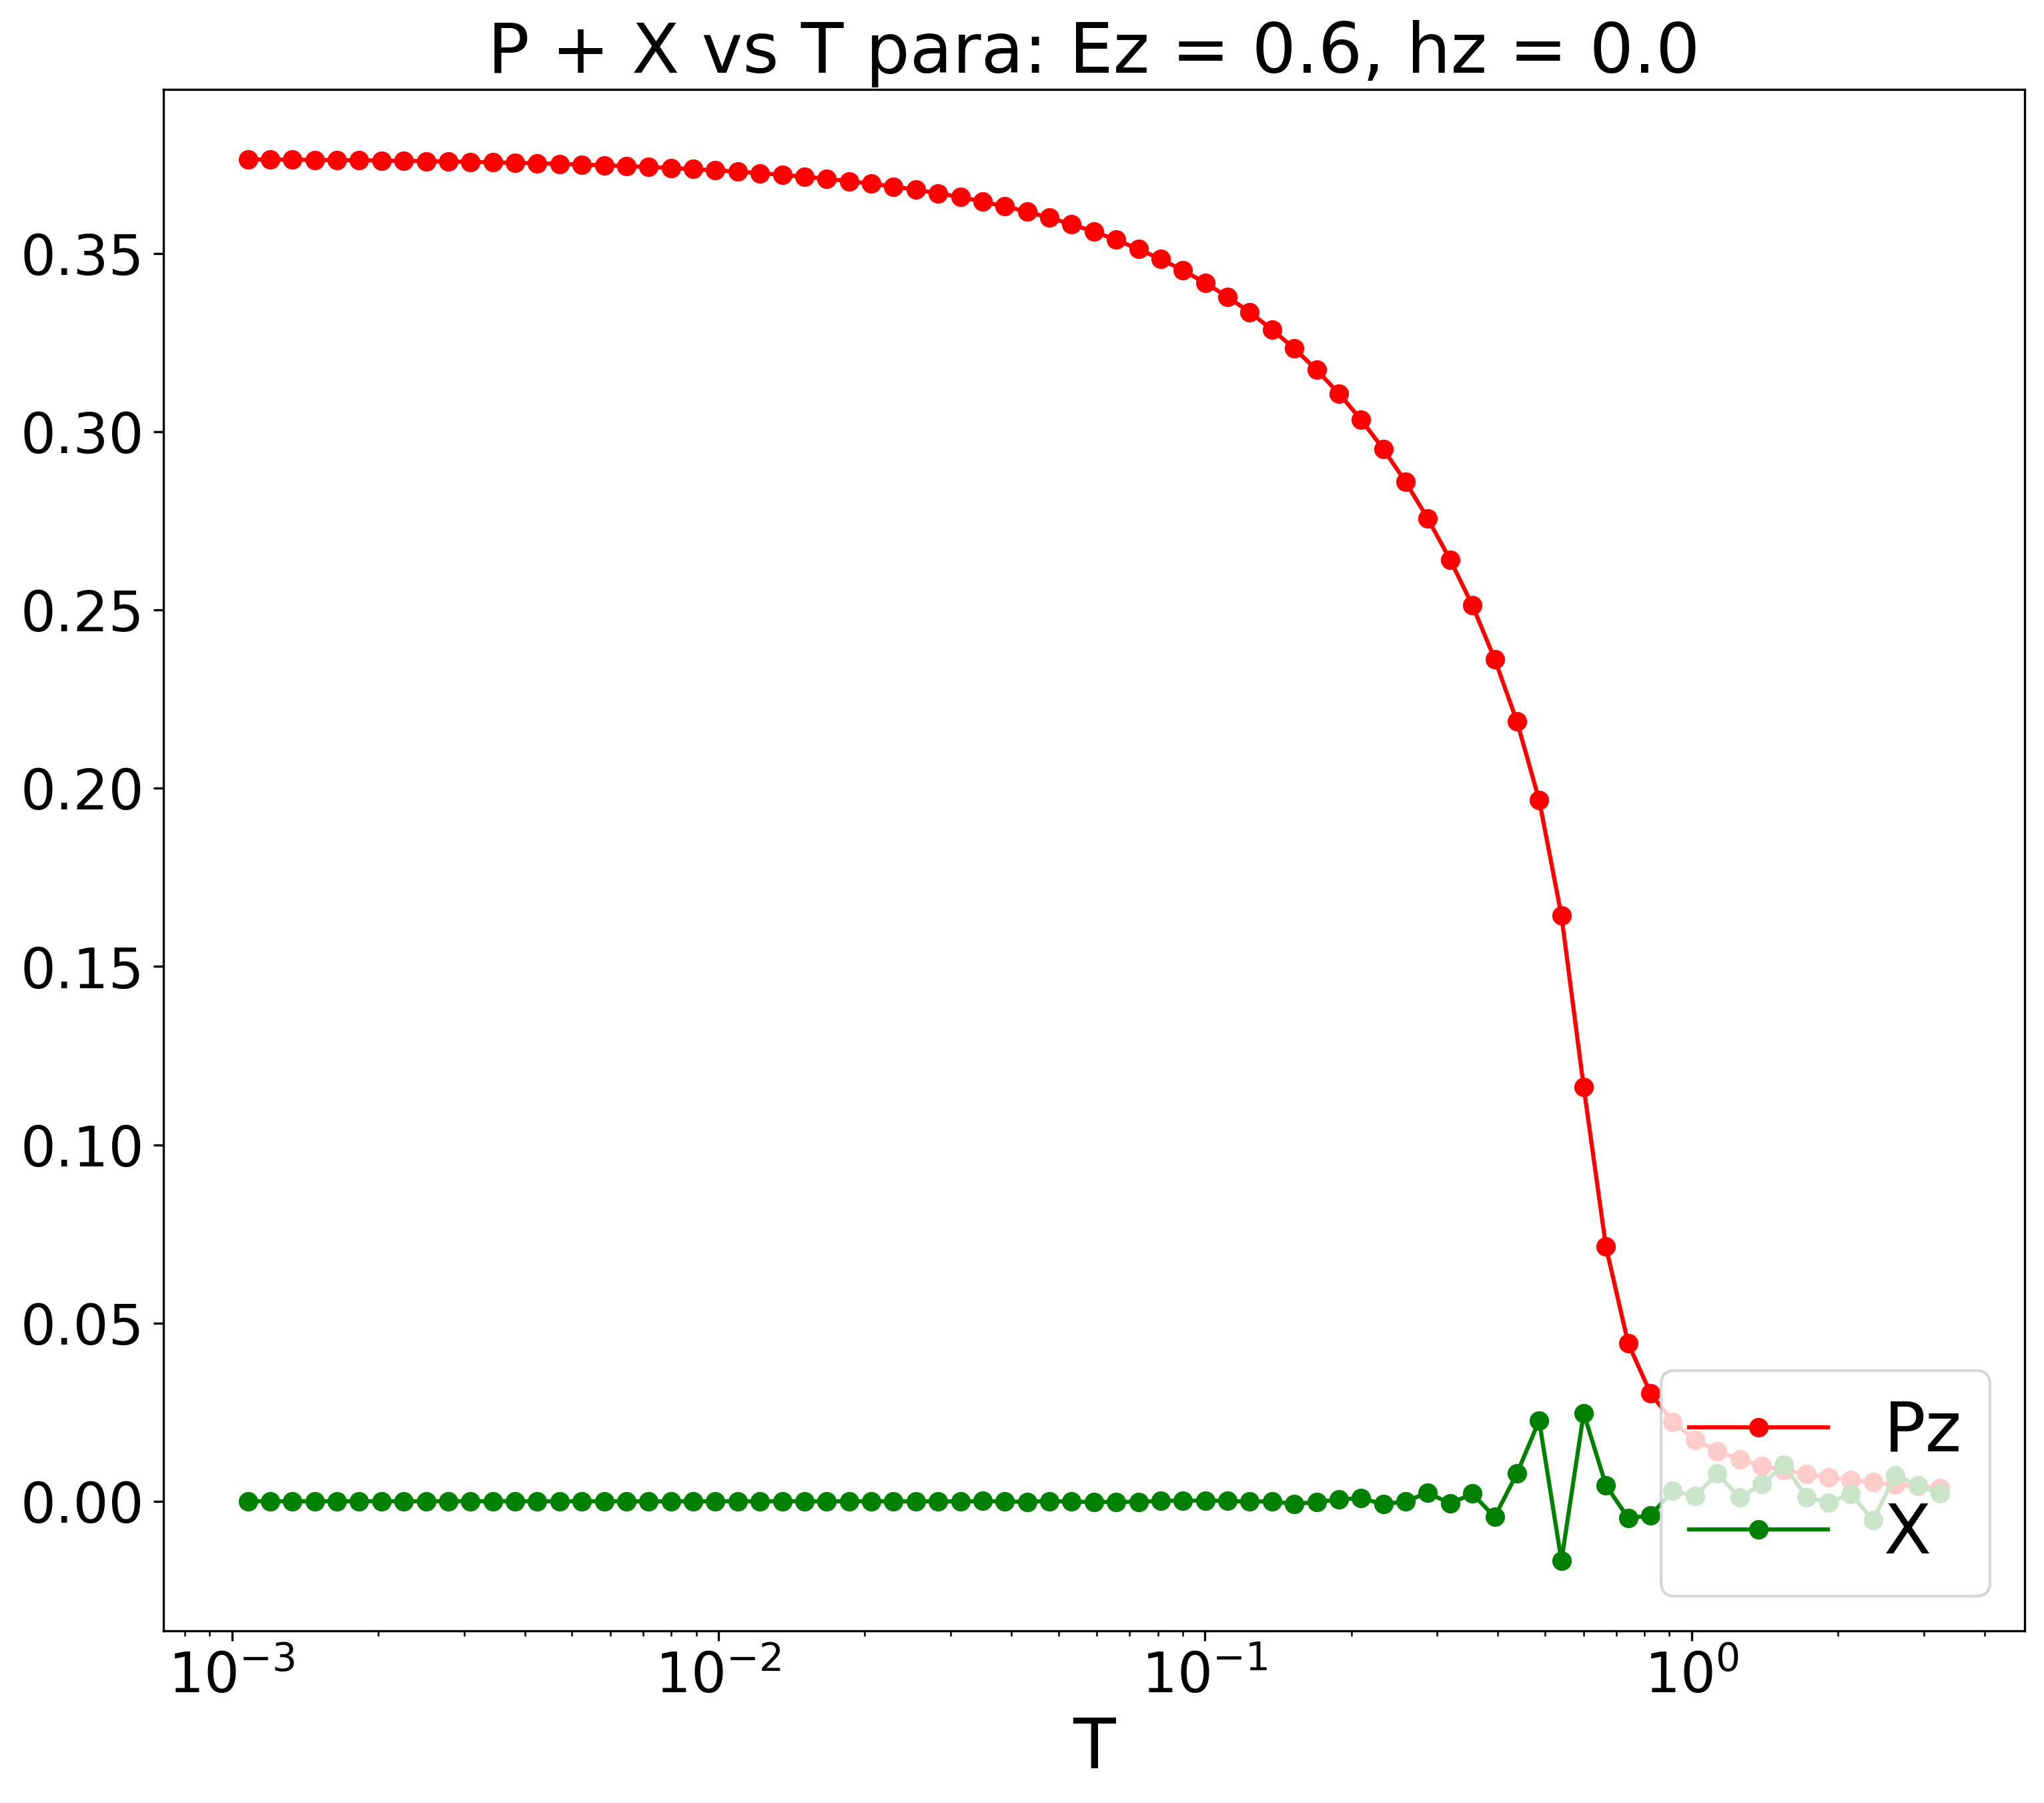 P + X vs T para: Ez = 0.6, hz = 0.0
0.35
0.30
0.25
0.20
0.15
0.10
0.05
0.00
Pz
X
10⁻³ 10⁻² 10⁻¹ 10⁰
T